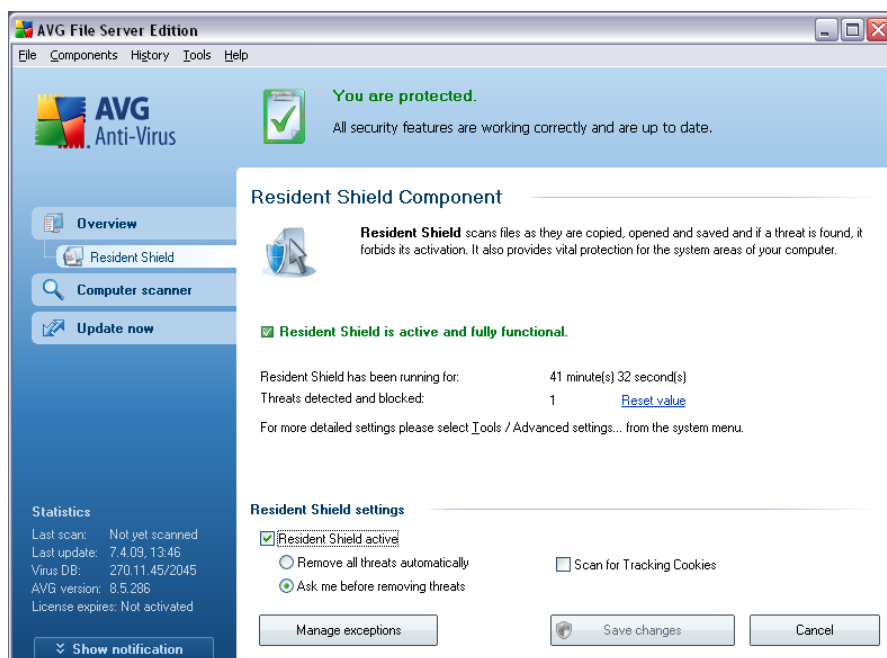 AVG File Server Edition
File Components History Tools Help
AVG
Anti-Virus
You are protected.
All security features are working correctly and are up to date.
Overview
Resident Shield
Computer scanner
Update now
Resident Shield Component
Resident Shield scans files as they are copied, opened and saved and if a threat is found, it
forbids its activation. It also provides vital protection for the system areas of your computer.
Resident Shield is active and fully functional.
Resident Shield has been running for: 41 minute(s) 32 second(s)
Threats detected and blocked: 1 Reset value
For more detailed settings please select Tools / Advanced settings... from the system menu.
Resident Shield settings
Resident Shield active
Remove all threats automatically
Scan for Tracking Cookies
Ask me before removing threats
Manage exceptions
Save changes
Cancel
Statistics
Last scan: Not yet scanned
Last update: 7.4.09, 13:46
Virus DB: 270.11.45/2045
AVG version: 8.5.286
License expires: Not activated
Show notification